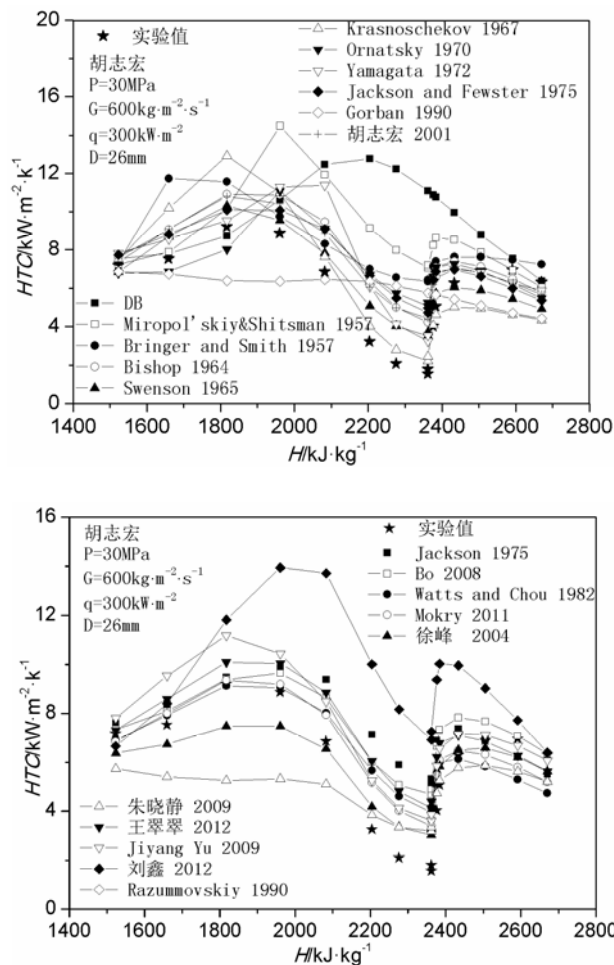 20
16
12
8
4
0
HTC/kW·m⁻²·k⁻¹
★ 实验值
胡志宏
P=30MPa
G=600kg·m⁻²·s⁻¹
q=300kW·m⁻²
D=26mm
Krasnoschekov 1967
Ornatsky 1970
Yamagata 1972
Jackson and Fewster 1975
Gorban 1990
胡志宏 2001
DB
Miropol'skiy&Shitsman 1957
Bringer and Smith 1957
Bishop 1964
Swenson 1965
1400 1600 1800 2000 2200 2400 2600 2800
H/kJ·kg⁻¹
16
12
8
4
0
HTC/kW·m⁻²·k⁻¹
胡志宏
P=30MPa
G=600kg·m⁻²·s⁻¹
q=300kW·m⁻²
D=26mm
★ 实验值
Jackson 1975
Bo 2008
Watts and Chou 1982
Mokry 2011
徐峰 2004
朱晓静 2009
王翠翠 2012
Jiyang Yu 2009
刘鑫 2012
Razummovskiy 1990
1400 1600 1800 2000 2200 2400 2600 2800
H/kJ·kg⁻¹